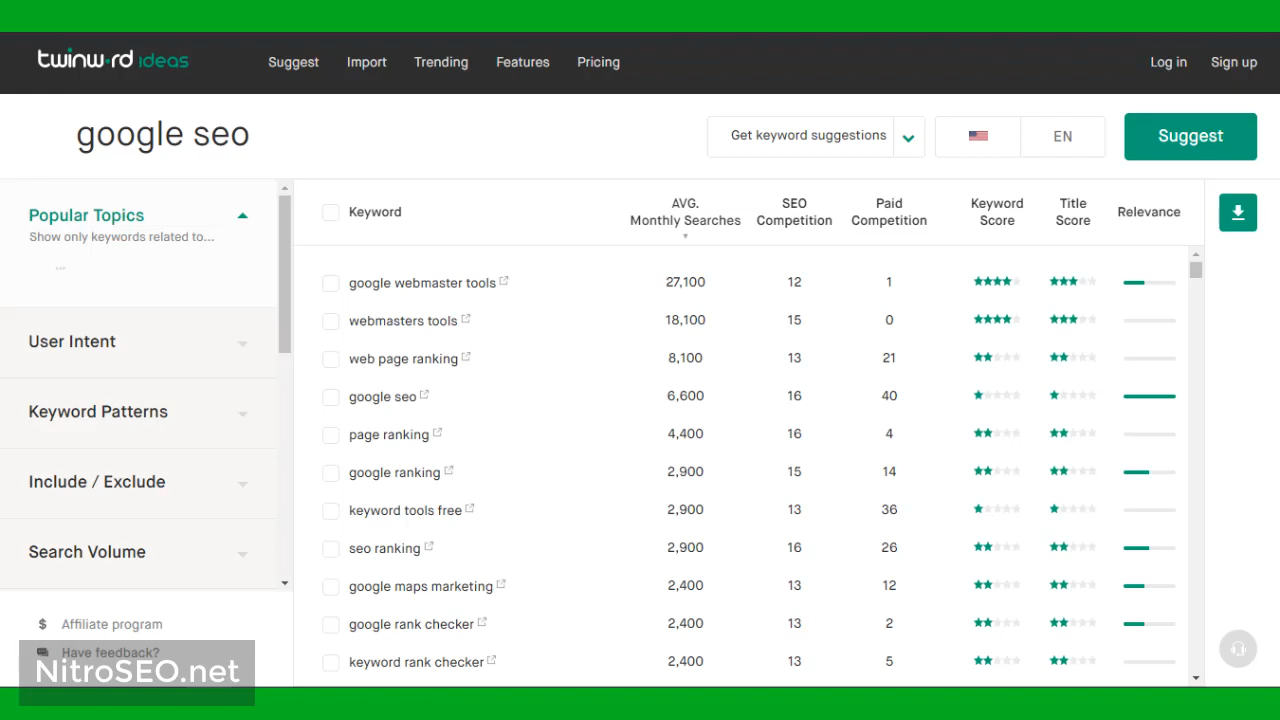 twinword ideas Suggest Import Trending Features Pricing Log in Sign up
google seo Get keyword suggestions EN Suggest
Popular Topics
Show only keywords related to...
...
User Intent
Keyword Patterns
Include / Exclude
Search Volume
$ Affiliate program
Have feedback?
NitroSEO.net
Keyword AVG. Monthly Searches SEO Competition Paid Competition Keyword Score Title Score Relevance
google webmaster tools 27,100 12 1
webmasters tools 18,100 15 0
web page ranking 8,100 13 21
google seo 6,600 16 40
page ranking 4,400 16 4
google ranking 2,900 15 14
keyword tools free 2,900 13 36
seo ranking 2,900 16 26
google maps marketing 2,400 13 12
google rank checker 2,400 13 2
keyword rank checker 2,400 13 5